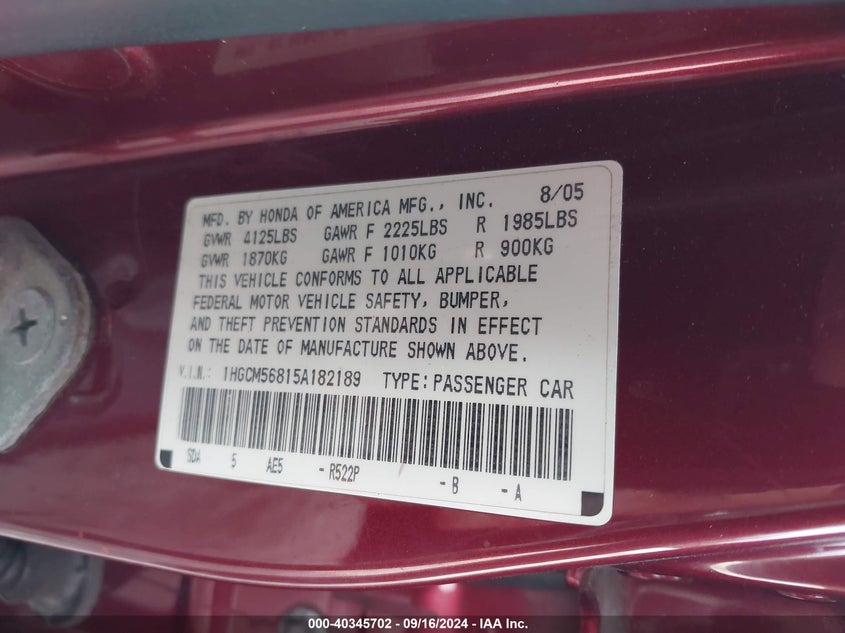 MFD. BY HONDA OF AMERICA MFG., INC. 8/05
GVWR 4125LBS GAWR F 2225LBS R 1985LBS
GVWR 1870KG GAWR F 1010KG R 900KG
THIS VEHICLE CONFORMS TO ALL APPLICABLE
FEDERAL MOTOR VEHICLE SAFETY, BUMPER,
AND THEFT PREVENTION STANDARDS IN EFFECT
ON THE DATE OF MANUFACTURE SHOWN ABOVE.
V.I.N.: 1HGCM56815A182189 TYPE:PASSENGER CAR
SDA 5 AE5 -R522P -B -A
000-40345702 - 09/16/2024 - IAA Inc.